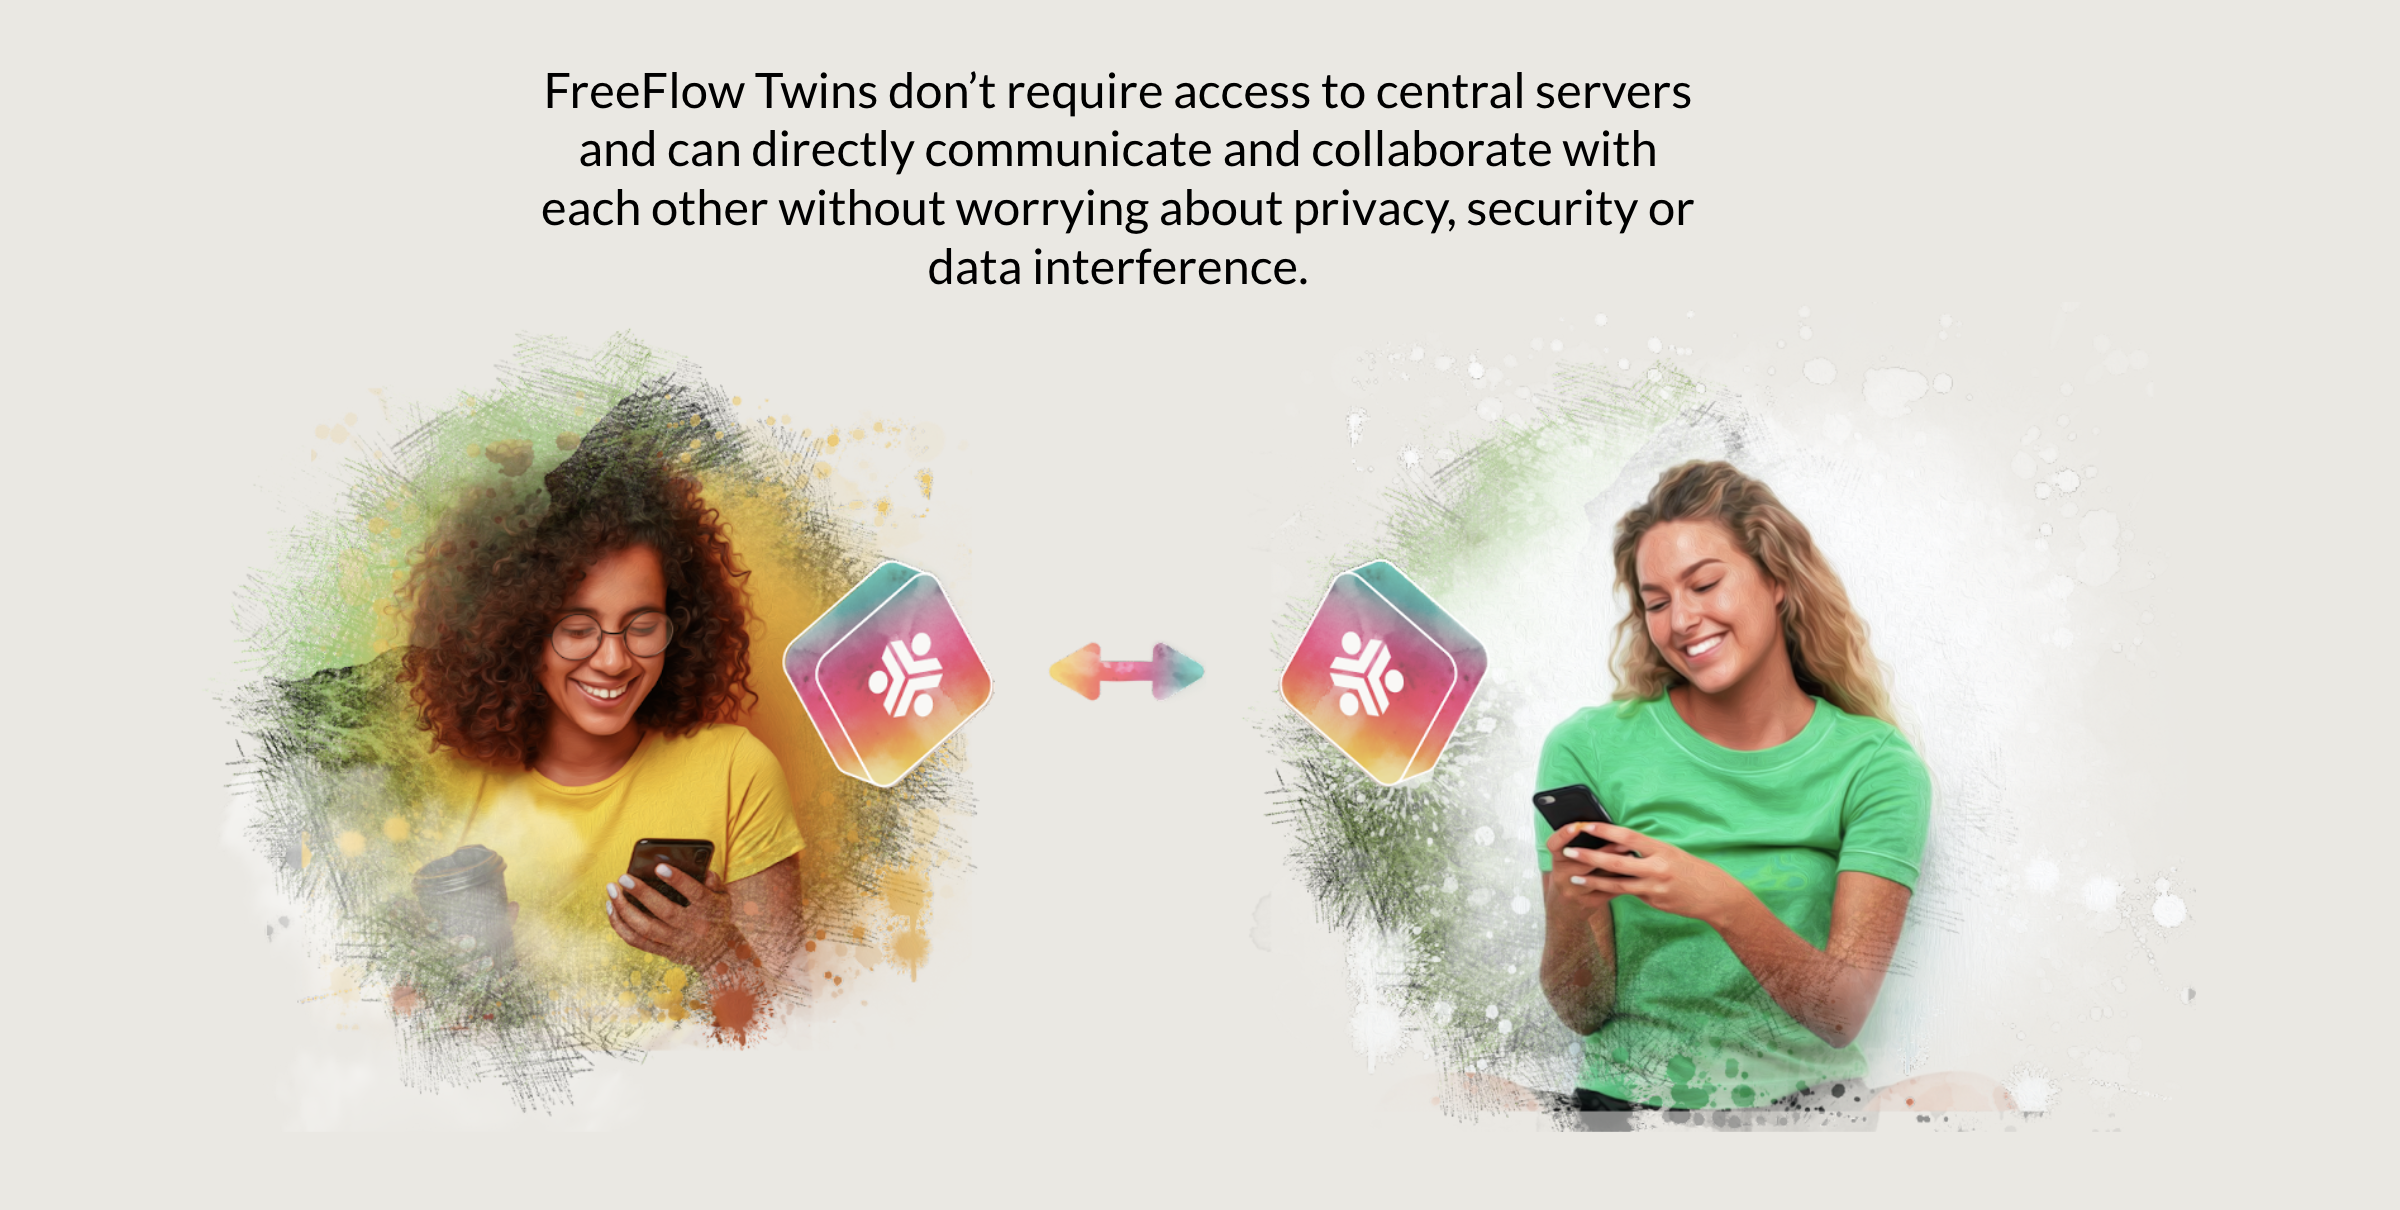 FreeFlow Twins don’t require access to central servers
and can directly communicate and collaborate with
each other without worrying about privacy, security or
data interference.